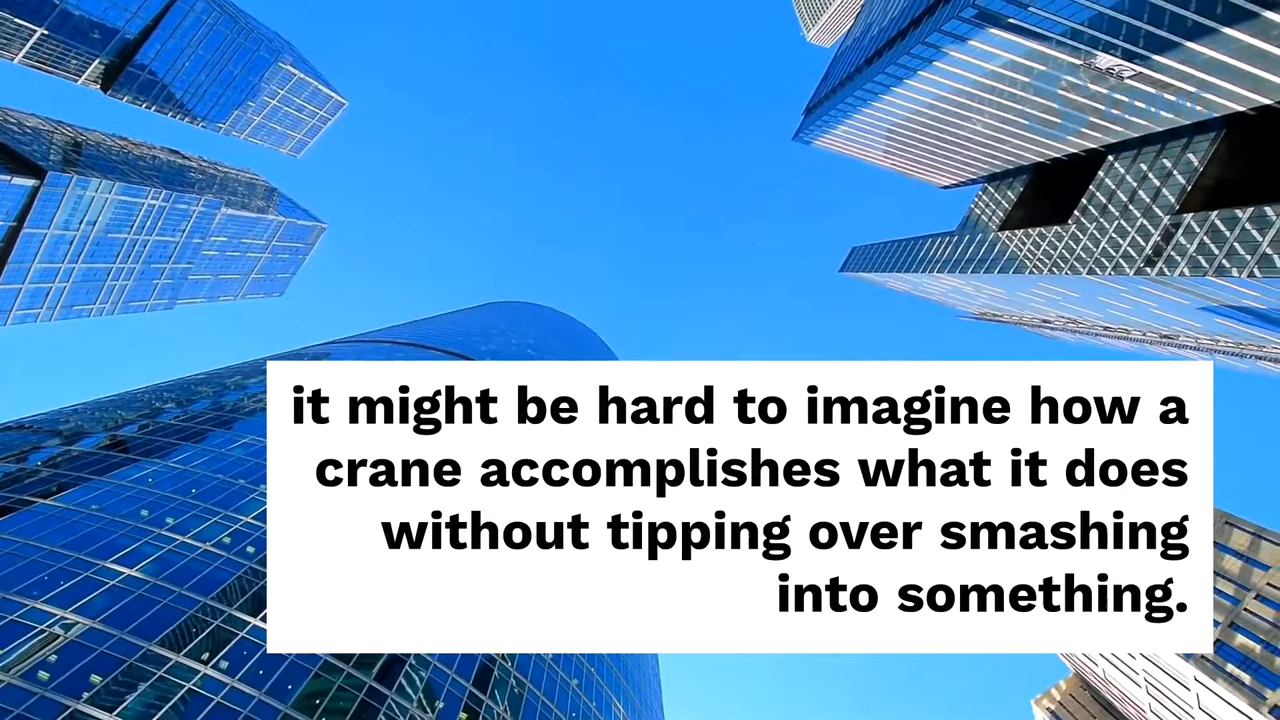 it might be hard to imagine how a
crane accomplishes what it does
without tipping over smashing
into something.